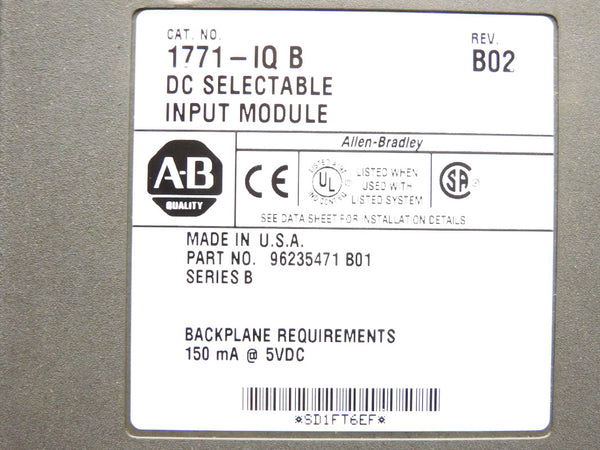 CAT. NO.
1771-IQ B
DC SELECTABLE
INPUT MODULE
REV.
B02
Allen-Bradley
A-B
QUALITY
CE
UL
LISTED WHEN
USED WITH
LISTED SYSTEM
SA
SEE DATA SHEET FOR INSTALLATION DETAILS
MADE IN U.S.A.
PART NO. 96235471 B01
SERIES B
BACKPLANE REQUIREMENTS
150 mA @ 5VDC
*SD1FT6EF*